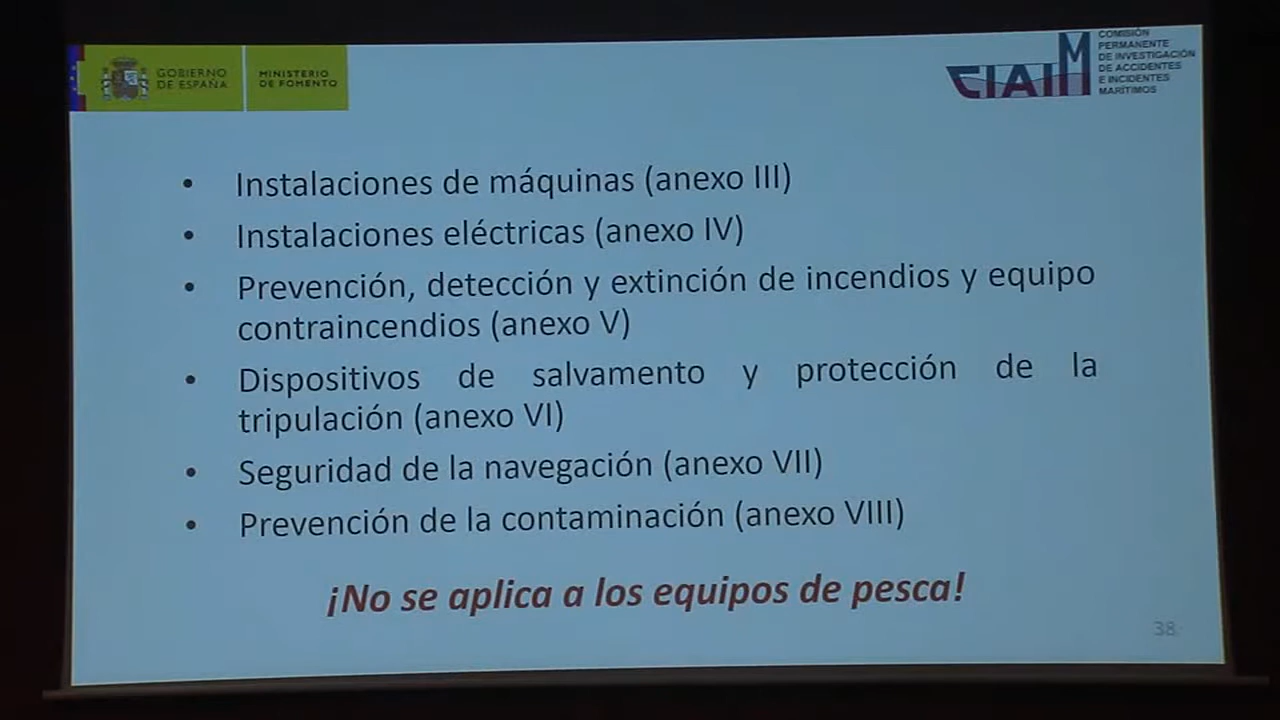 GOBIERNO
DE ESPAÑA
MINISTERIO
DE FOMENTO
CIAIM
COMISIÓN
PERMANENTE
DE INVESTIGACIÓN
DE ACCIDENTES
E INCIDENTES
MARÍTIMOS
• Instalaciones de máquinas (anexo III)
• Instalaciones eléctricas (anexo IV)
• Prevención, detección y extinción de incendios y equipo
contraincendios (anexo V)
• Dispositivos de salvamento y protección de la
tripulación (anexo VI)
• Seguridad de la navegación (anexo VII)
• Prevención de la contaminación (anexo VIII)
¡No se aplica a los equipos de pesca!
38